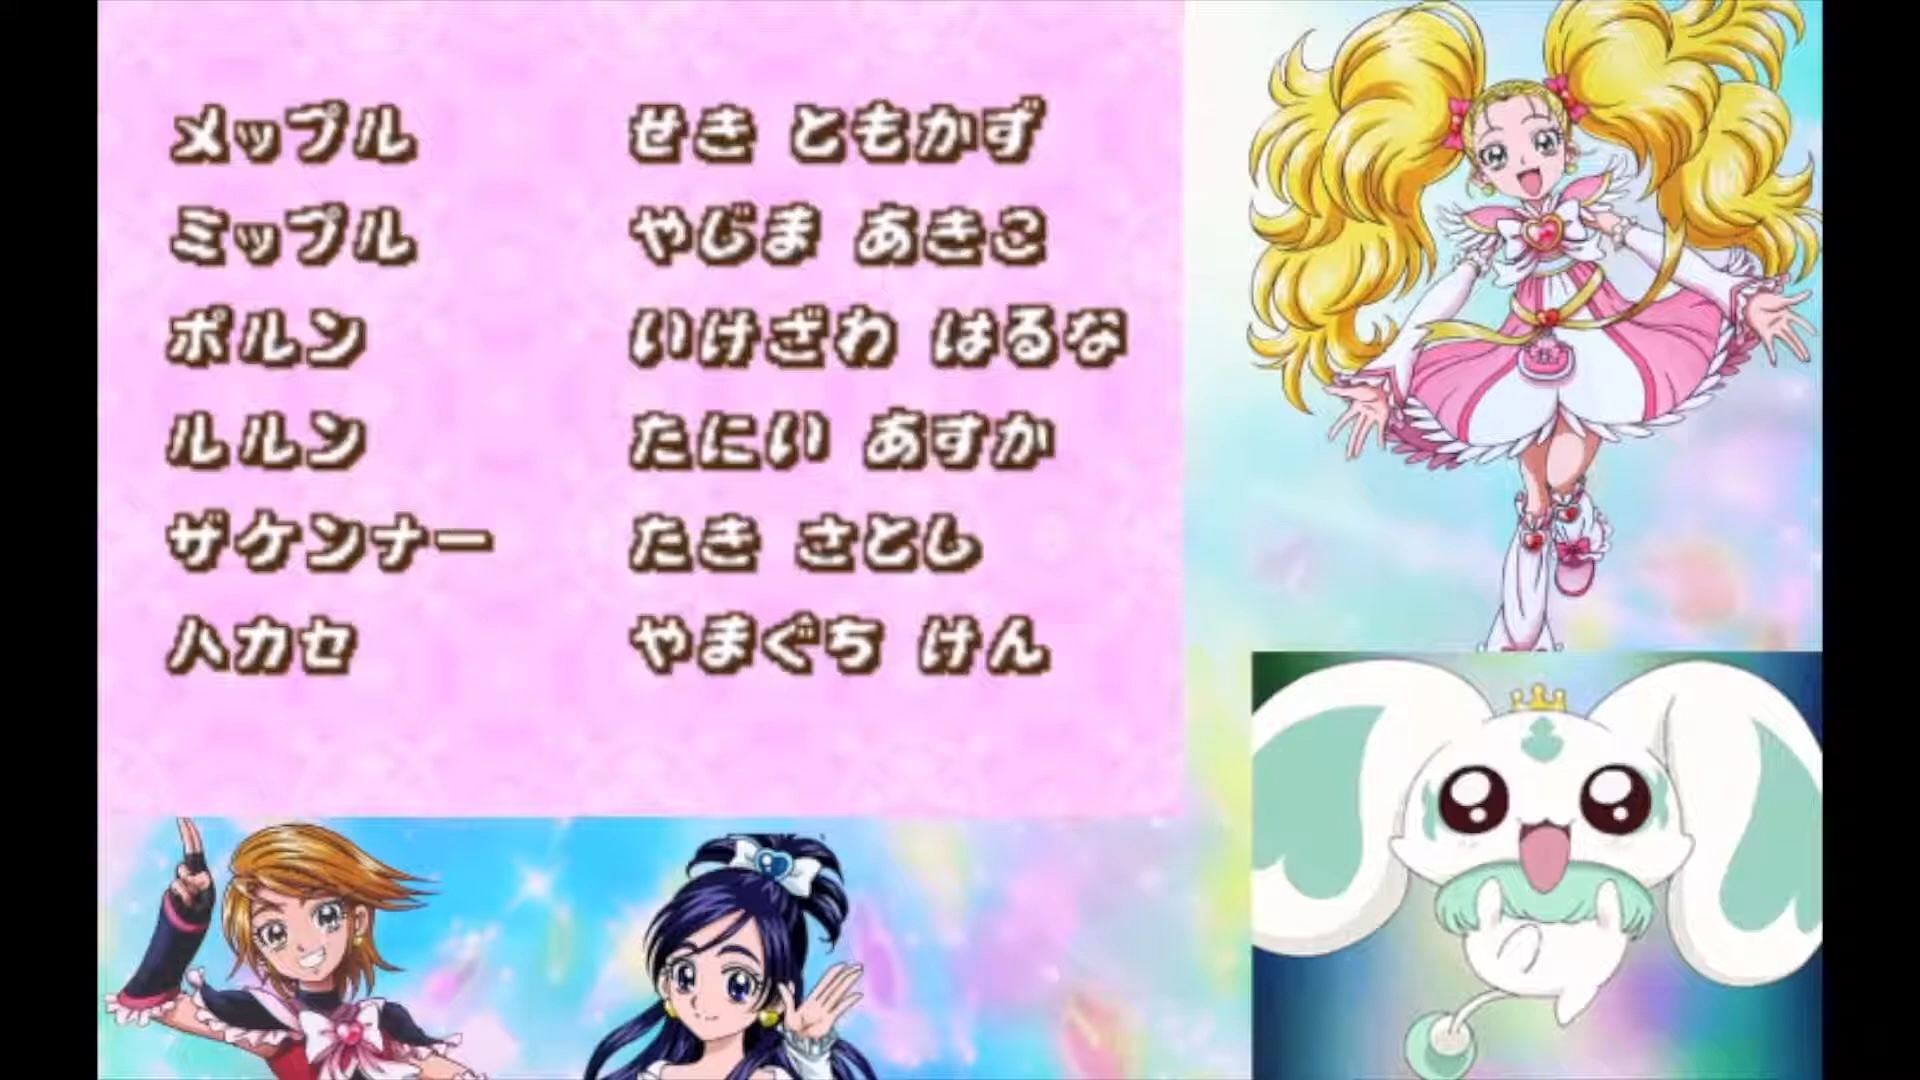 メップル せき ともかず
ミップル やじま あきこ
ポルン いけざわ はるな
ルルン たにい あすか
ザケンナー たき さとし
ハカセ やまぐち けん